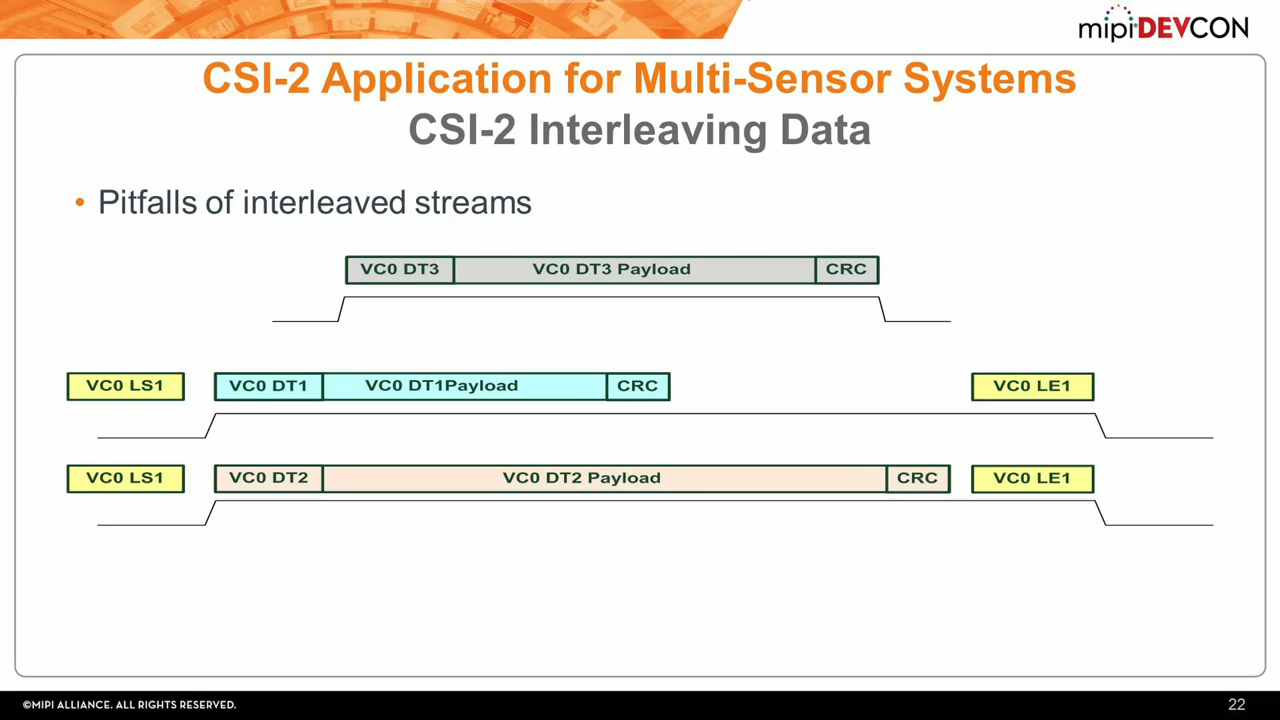 mipi DEVCON
CSI-2 Application for Multi-Sensor Systems
CSI-2 Interleaving Data
• Pitfalls of interleaved streams
VC0 DT3 VC0 DT3 Payload CRC
VC0 LS1 VC0 DT1 VC0 DT1Payload CRC VC0 LE1
VC0 LS1 VC0 DT2 VC0 DT2 Payload CRC VC0 LE1
©MIPI ALLIANCE. ALL RIGHTS RESERVED. 22